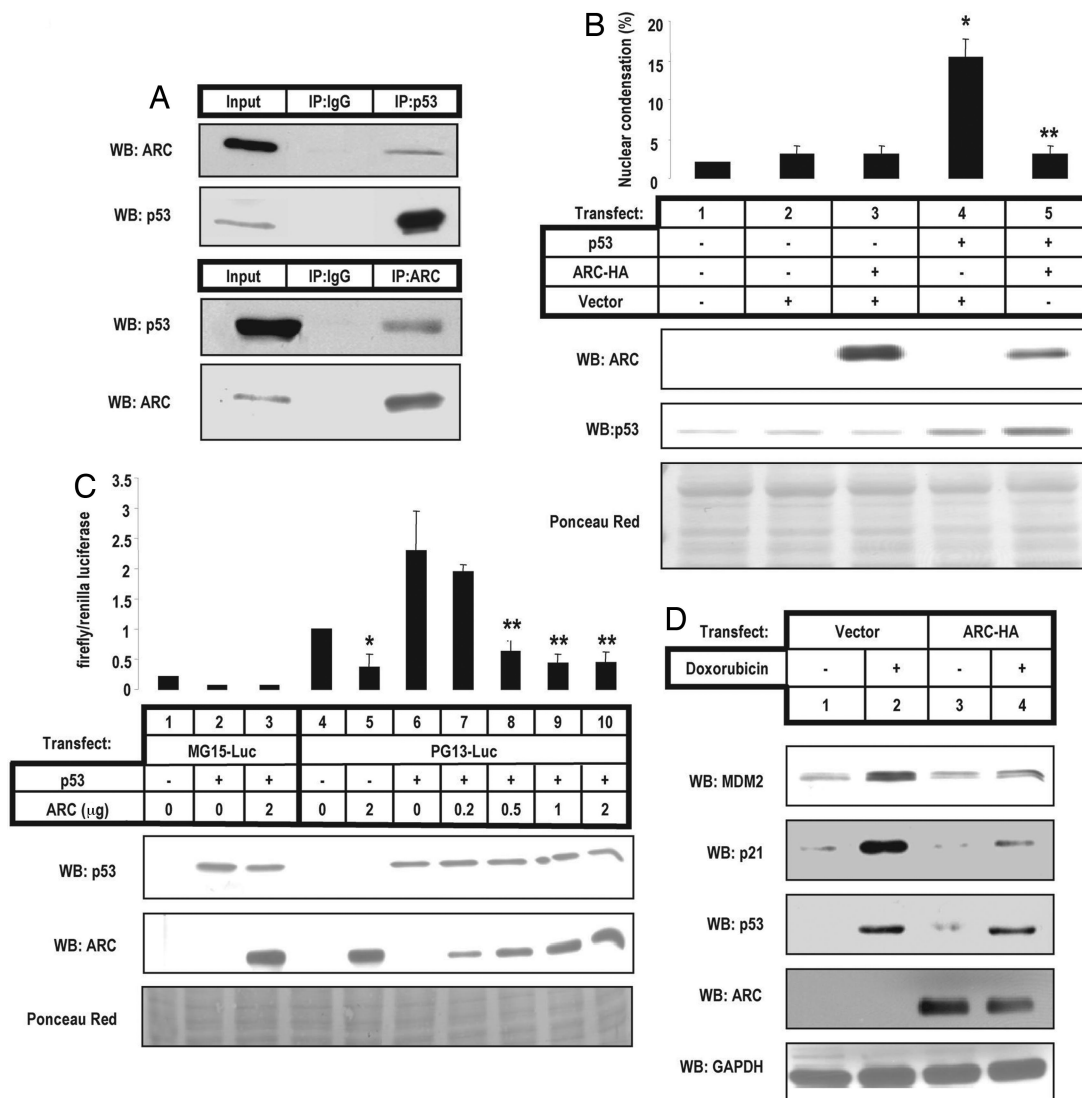 A
Input IP:IgG IP:p53
WB: ARC
WB: p53
Input IP:IgG IP:ARC
WB: p53
WB: ARC
B
Nuclear condensation (%)
20
15
10
5
0
*
**
Transfect: 1 2 3 4 5
p53 - - - + +
ARC-HA - - + - +
Vector - + + + -
WB: ARC
WB:p53
Ponceau Red
C
firefly/renilla luciferase
3
2.5
2
1.5
1
0.5
0
* ** ** **
1 2 3 4 5 6 7 8 9 10
Transfect: MG15-Luc PG13-Luc
p53 - + + - - + + + + +
ARC (μg) 0 0 2 0 2 0 0.2 0.5 1 2
WB: p53
WB: ARC
Ponceau Red
D
Transfect: Vector ARC-HA
Doxorubicin - + - +
1 2 3 4
WB: MDM2
WB: p21
WB: p53
WB: ARC
WB: GAPDH